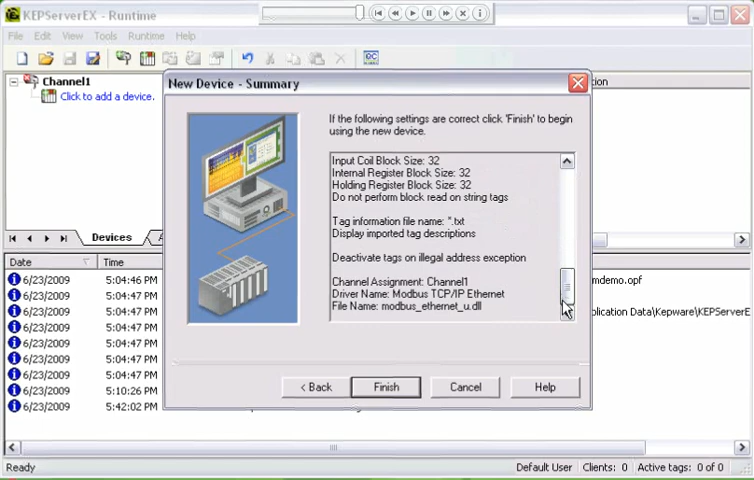 KEPServerEX - Runtime
File Edit View Tools Runtime Help
Channel1
Click to add a device.
New Device - Summary
If the following settings are correct click 'Finish' to begin
using the new device.
Input Coil Block Size: 32
Internal Register Block Size: 32
Holding Register Block Size: 32
Do not perform block read on string tags
Tag information file name: *.txt
Display imported tag descriptions
Deactivate tags on illegal address exception
Channel Assignment: Channel1
Driver Name: Modbus TCP/IP Ethernet
File Name: modbus_ethernet_u.dll
< Back Finish Cancel Help
Devices
Date Time
6/23/2009 5:04:46 PM mdemo.opf
6/23/2009 5:04:47 PM
6/23/2009 5:04:47 PM plication Data\Kepware\KEPServerE
6/23/2009 5:04:47 PM
6/23/2009 5:04:47 PM
6/23/2009 5:04:47 PM
6/23/2009 5:04:47 PM
6/23/2009 5:10:26 PM
6/23/2009 5:42:02 PM
Ready Default User Clients: 0 Active tags: 0 of 0